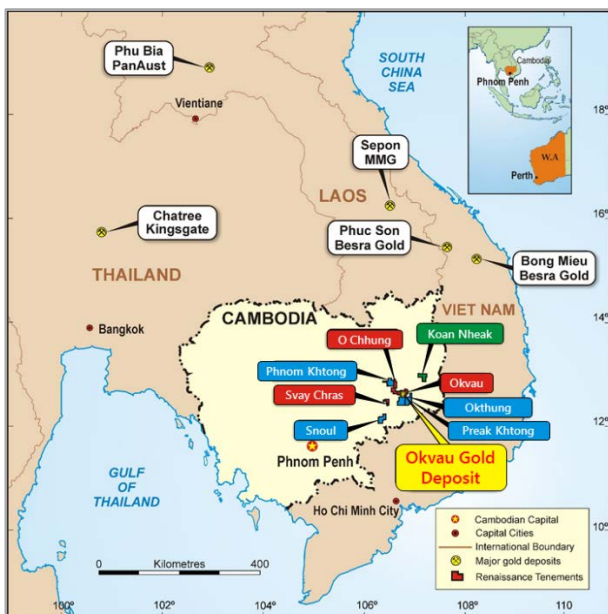 Phu Bia
PanAust
Vientiane
SOUTH
CHINA
SEA
Cambodia
Phnom Penh
W.A
Perth
18°
Sepon
MMG
LAOS
16°
Chatree
Kingsgate
Phuc Son
Besra Gold
Bong Mieu
Besra Gold
THAILAND
VIET NAM
14°
CAMBODIA
Bangkok
O Chhung
Koan Nheak
Phnom Khtong
Okvau
Svay Chras
Okthung
Snoul
Preak Khtong
12°
Okvau Gold
Deposit
Phnom Penh
GULF
OF
THAILAND
Ho Chi Minh City
10°
Cambodian Capital
Capital Cities
International Boundary
Major gold deposits
Renaissance Tenements
0 Kilometres 400
100° 102° 104° 106° 108° 110°